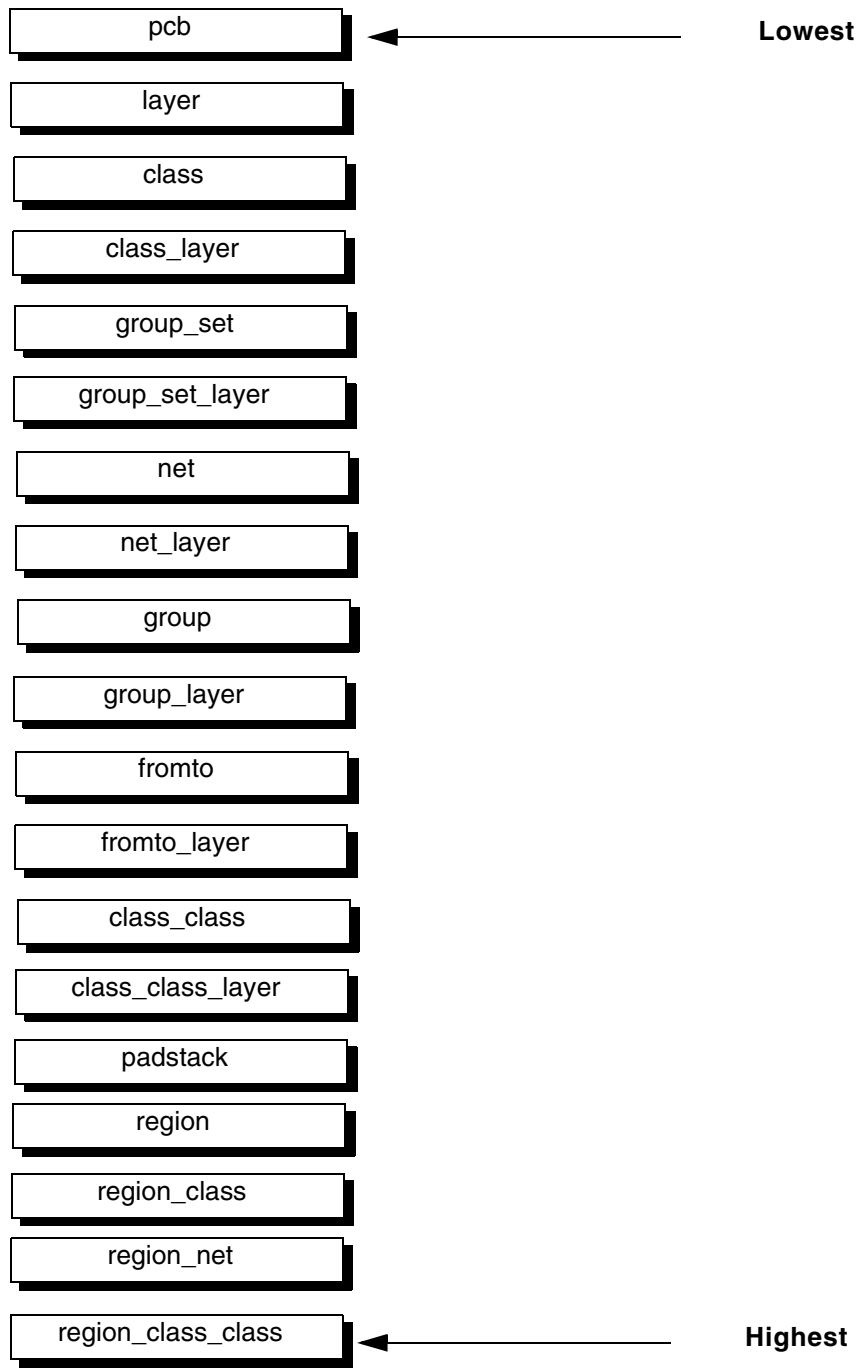 pcb
Lowest
layer
class
class_layer
group_set
group_set_layer
net
net_layer
group
group_layer
fromto
fromto_layer
class_class
class_class_layer
padstack
region
region_class
region_net
region_class_class
Highest